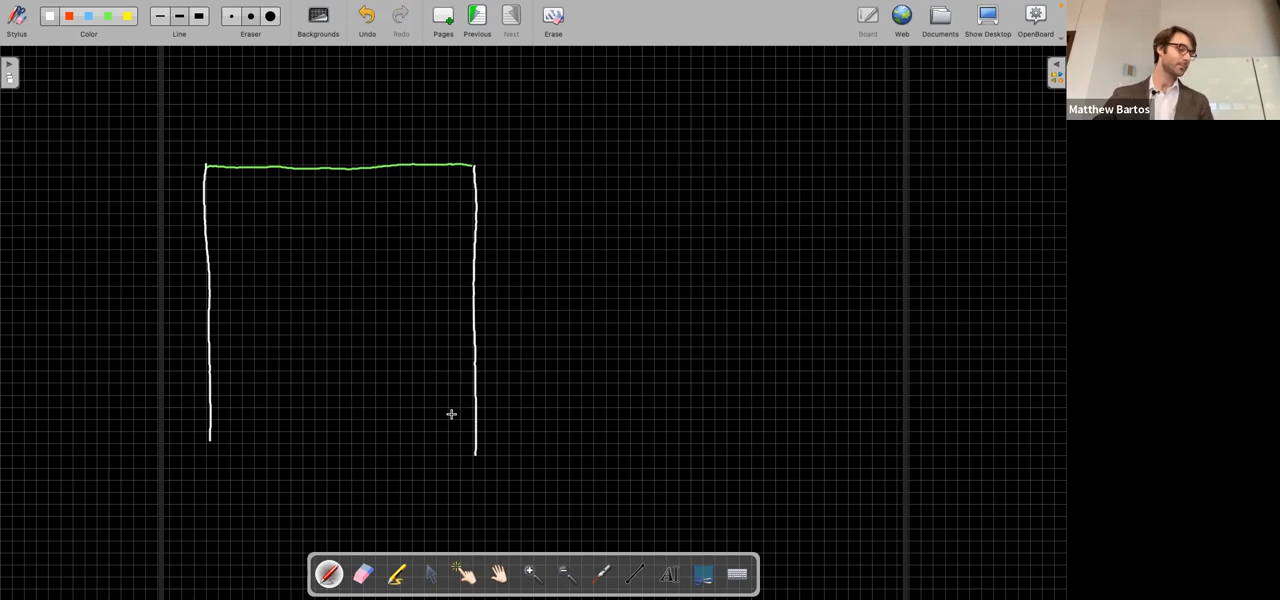 Stylus Color Line Eraser Backgrounds Undo Redo Pages Previous Next Erase Board Web Documents Show Desktop OpenBoard
Matthew Bartos
AI